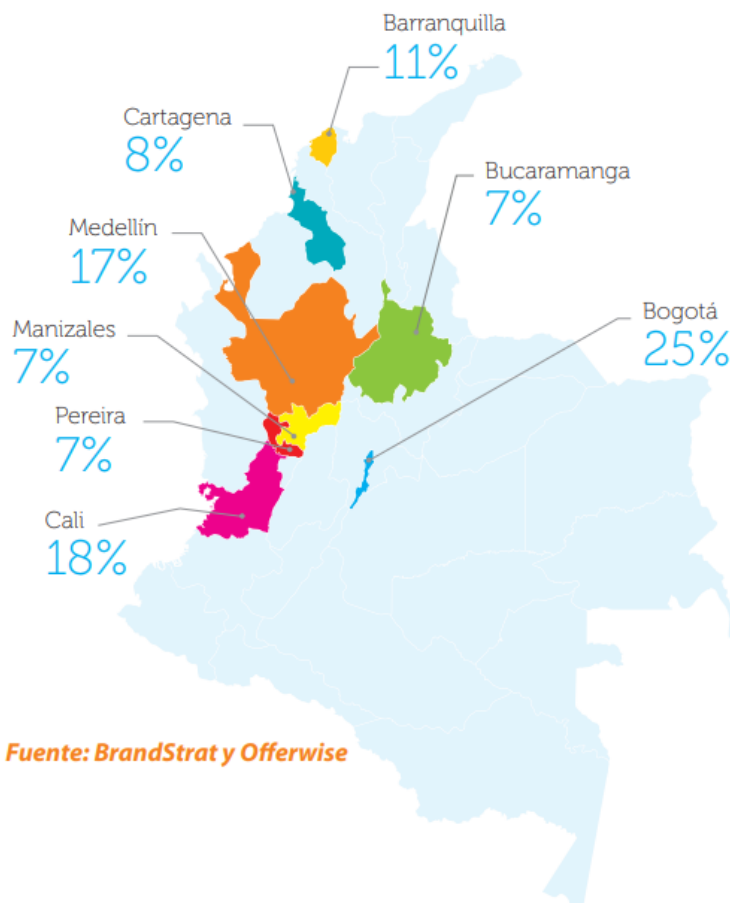 Barranquilla
11%
Cartagena
8%
Bucaramanga
7%
Medellín
17%
Bogotá
25%
Manizales
7%
Pereira
7%
Cali
18%
Fuente: BrandStrat y Offerwise